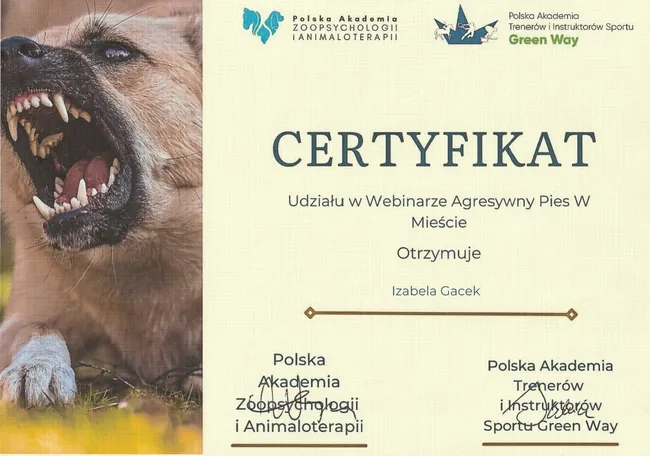 Polska Akademia
ZOOPSYCHOLOGII
I ANIMALOTERAPII
Polska Akademia
Trenerów i Instruktorów Sportu
Green Way
CERTYFIKAT
Udziału w Webinarze Agresywny Pies W
Mieście
Otrzymuje
Izabela Gacek
Polska
Akademia
Zoopsychologii
i Animaloterapii
Polska Akademia
Trenerów
i Instruktorów
Sportu Green Way